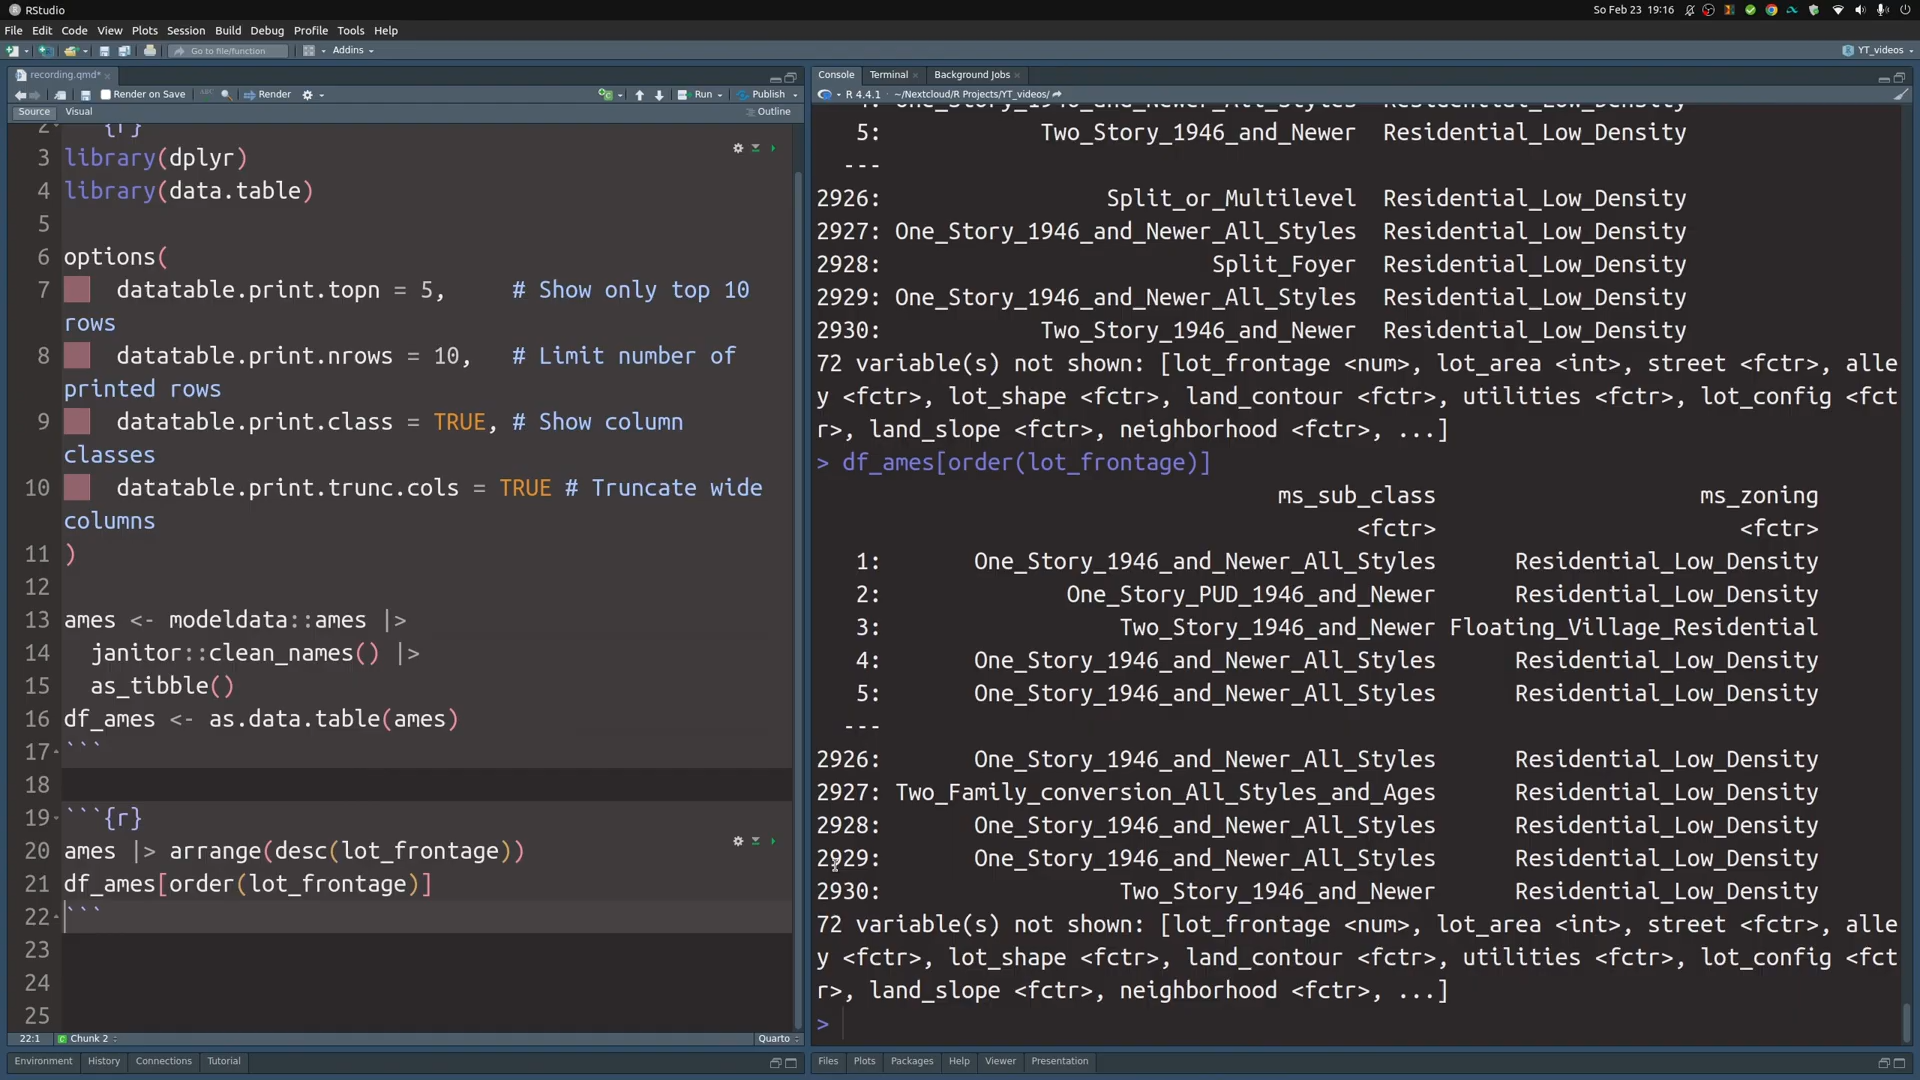 RStudio
So Feb 23 19:16
File Edit Code View Plots Session Build Debug Profile Tools Help
Go to file/function Addins YT_videos
recording.qmd*
Render on Save ABC Render Run Publish
Source Visual Outline
2 {r}
3 library(dplyr)
4 library(data.table)
5
6 options(
7 datatable.print.topn = 5, # Show only top 10
rows
8 datatable.print.nrows = 10, # Limit number of
printed rows
9 datatable.print.class = TRUE, # Show column
classes
10 datatable.print.trunc.cols = TRUE # Truncate wide
columns
11 )
12
13 ames <- modeldata::ames |>
14 janitor::clean_names() |>
15 as_tibble()
16 df_ames <- as.data.table(ames)
17 ```
18
19 ```{r}
20 ames |> arrange(desc(lot_frontage))
21 df_ames[order(lot_frontage)]
22 ```
23
24
25
22:1 Chunk 2 Quarto
Environment History Connections Tutorial
Console Terminal Background Jobs
R 4.4.1 · ~/Nextcloud/R Projects/YT_videos/
4: One_Story_1946_and_Newer_All_Styles Residential_Low_Density
5: Two_Story_1946_and_Newer Residential_Low_Density
---
2926: Split_or_Multilevel Residential_Low_Density
2927: One_Story_1946_and_Newer_All_Styles Residential_Low_Density
2928: Split_Foyer Residential_Low_Density
2929: One_Story_1946_and_Newer_All_Styles Residential_Low_Density
2930: Two_Story_1946_and_Newer Residential_Low_Density
72 variable(s) not shown: [lot_frontage <num>, lot_area <int>, street <fctr>, alle
y <fctr>, lot_shape <fctr>, land_contour <fctr>, utilities <fctr>, lot_config <fct
r>, land_slope <fctr>, neighborhood <fctr>, ...]
> df_ames[order(lot_frontage)]
ms_sub_class ms_zoning
<fctr> <fctr>
1: One_Story_1946_and_Newer_All_Styles Residential_Low_Density
2: One_Story_PUD_1946_and_Newer Residential_Low_Density
3: Two_Story_1946_and_Newer Floating_Village_Residential
4: One_Story_1946_and_Newer_All_Styles Residential_Low_Density
5: One_Story_1946_and_Newer_All_Styles Residential_Low_Density
---
2926: One_Story_1946_and_Newer_All_Styles Residential_Low_Density
2927: Two_Family_conversion_All_Styles_and_Ages Residential_Low_Density
2928: One_Story_1946_and_Newer_All_Styles Residential_Low_Density
2929: One_Story_1946_and_Newer_All_Styles Residential_Low_Density
2930: Two_Story_1946_and_Newer Residential_Low_Density
72 variable(s) not shown: [lot_frontage <num>, lot_area <int>, street <fctr>, alle
y <fctr>, lot_shape <fctr>, land_contour <fctr>, utilities <fctr>, lot_config <fct
r>, land_slope <fctr>, neighborhood <fctr>, ...]
>
Files Plots Packages Help Viewer Presentation